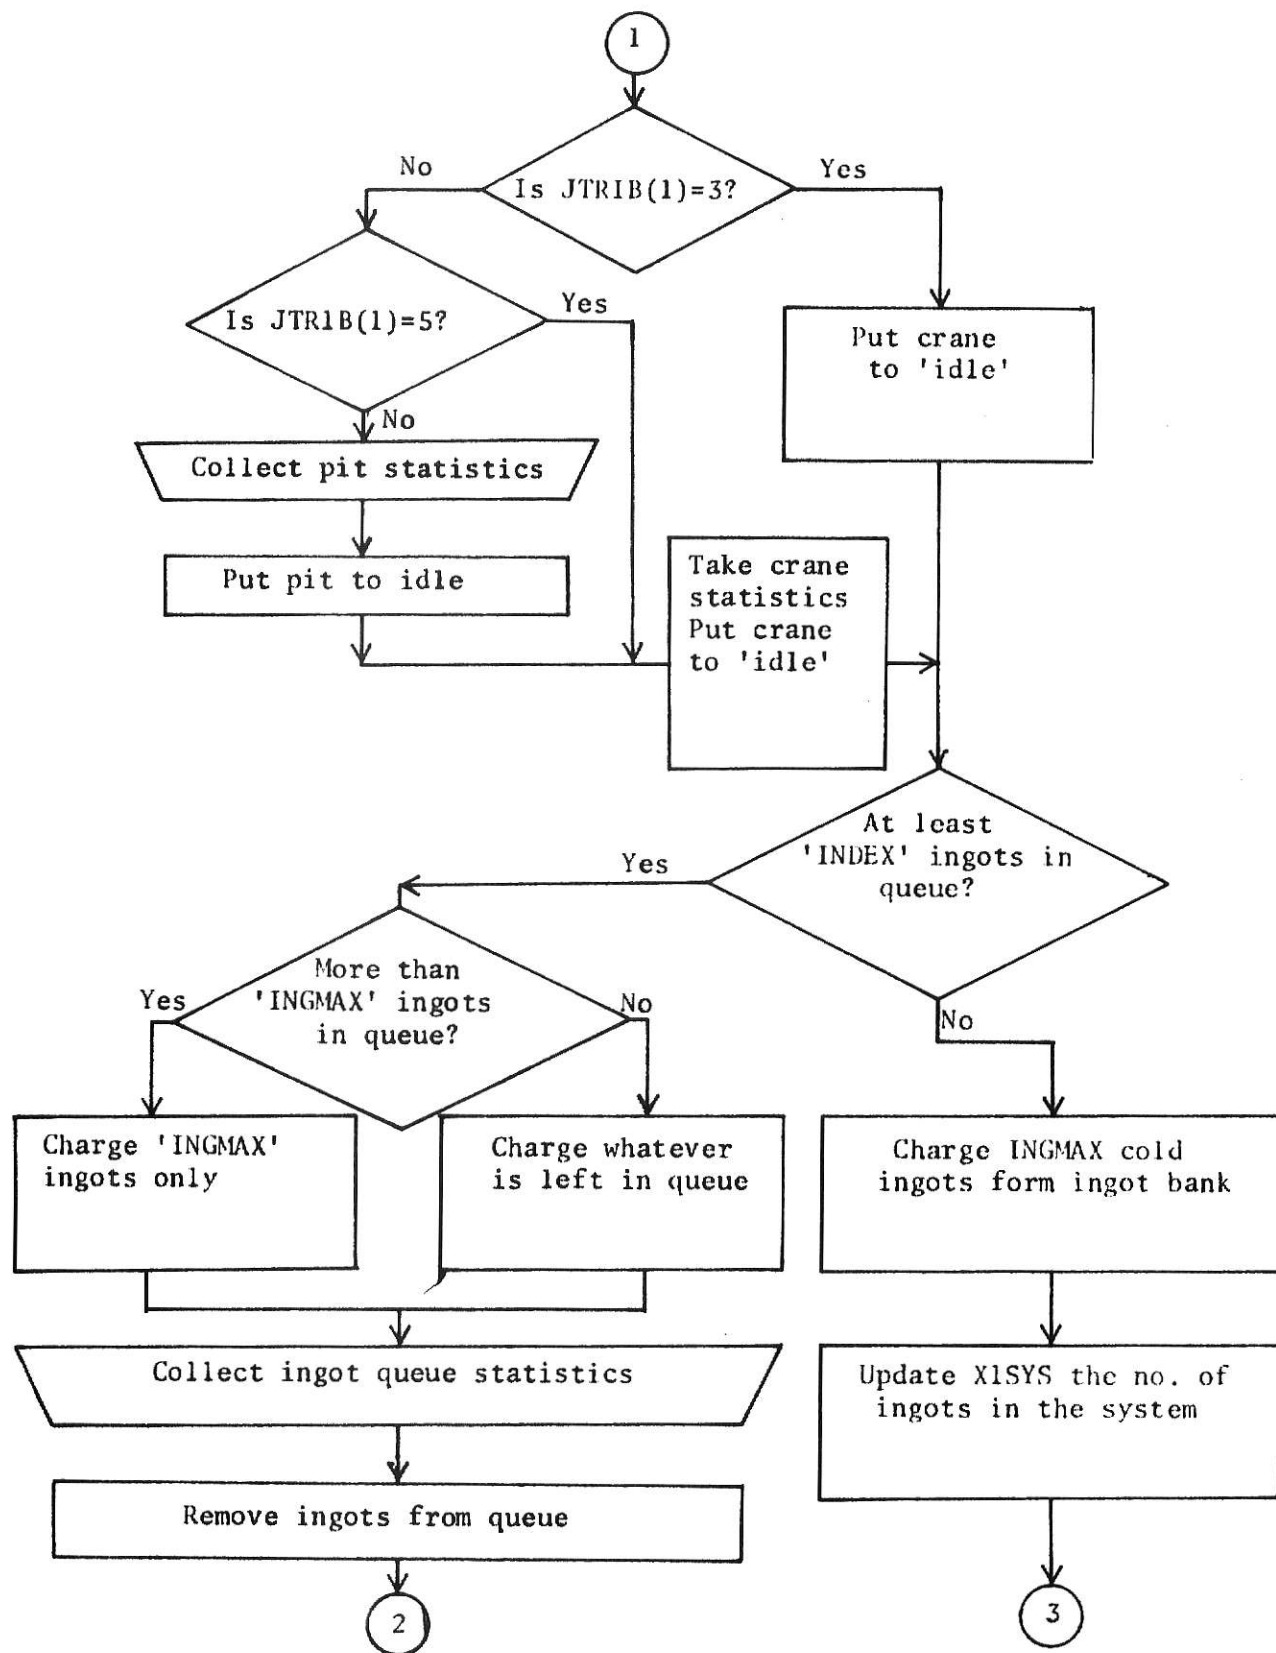 1
No
Yes
Is JTRIB(1)=3?
Is JTRIB(1)=5?
Yes
Put crane
to 'idle'
No
Collect pit statistics
Put pit to idle
Take crane
statistics
Put crane
to 'idle'
At least
'INDEX' ingots in
queue?
Yes
No
More than
'INGMAX' ingots
in queue?
Yes
No
Charge 'INGMAX'
ingots only
Charge whatever
is left in queue
Charge INGMAX cold
ingots form ingot bank
Collect ingot queue statistics
Update X1SYS the no. of
ingots in the system
Remove ingots from queue
2
3